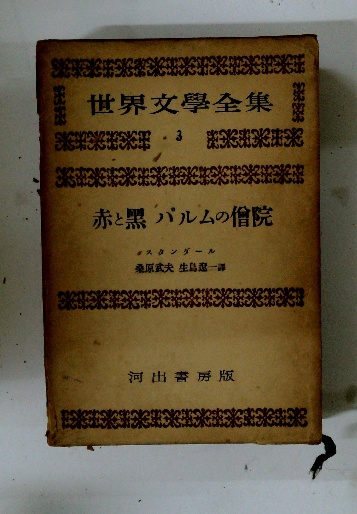 世界文學全集
3
赤と黒 パルムの僧院
スタンダール
桑原武夫 生島遼一譯
河出書房版